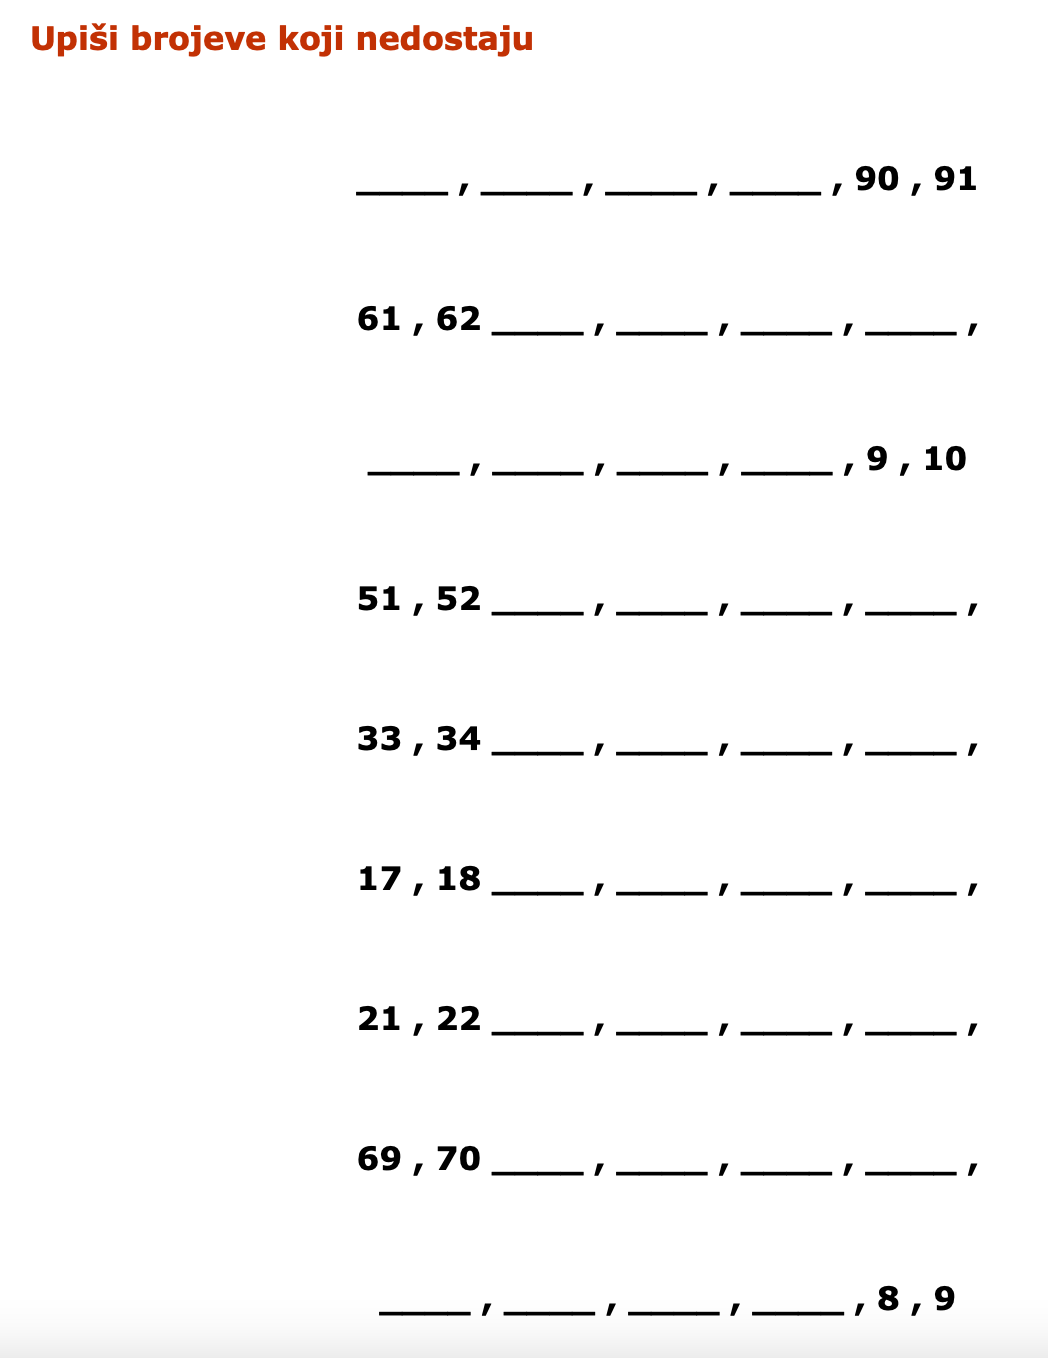 Upiši brojeve koji nedostaju
____ , ____ , ____ , ____ , 90 , 91
61 , 62 ____ , ____ , ____ , ____ ,
____ , ____ , ____ , ____ , 9 , 10
51 , 52 ____ , ____ , ____ , ____ ,
33 , 34 ____ , ____ , ____ , ____ ,
17 , 18 ____ , ____ , ____ , ____ ,
21 , 22 ____ , ____ , ____ , ____ ,
69 , 70 ____ , ____ , ____ , ____ ,
____ , ____ , ____ , ____ , 8 , 9